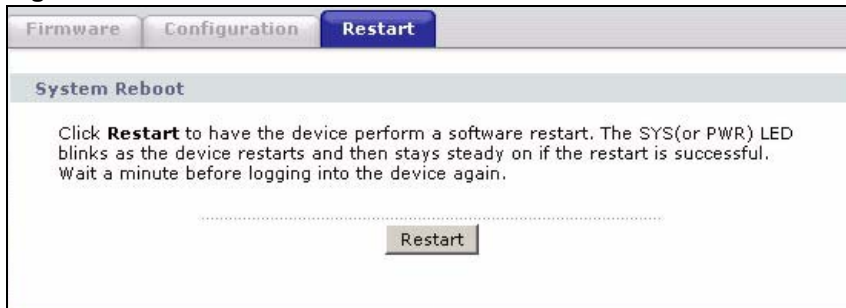 Firmware Configuration Restart
System Reboot
Click Restart to have the device perform a software restart. The SYS(or PWR) LED
blinks as the device restarts and then stays steady on if the restart is successful.
Wait a minute before logging into the device again.
Restart